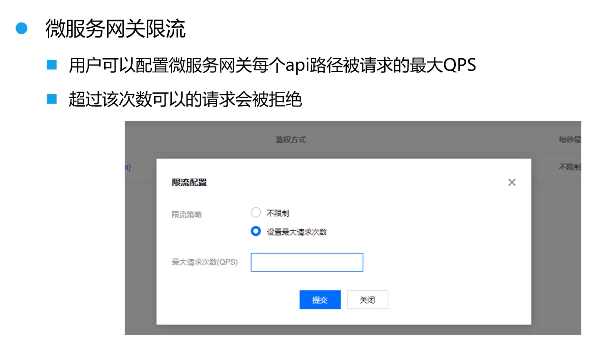 微服务网关限流
用户可以配置微服务网关每个api路径被请求的最大QPS
超过该次数可以的请求会被拒绝
鉴权方式
不限制
限流配置
限流策略
不限制
设置最大请求次数
最大请求次数(QPS)
提交 关闭